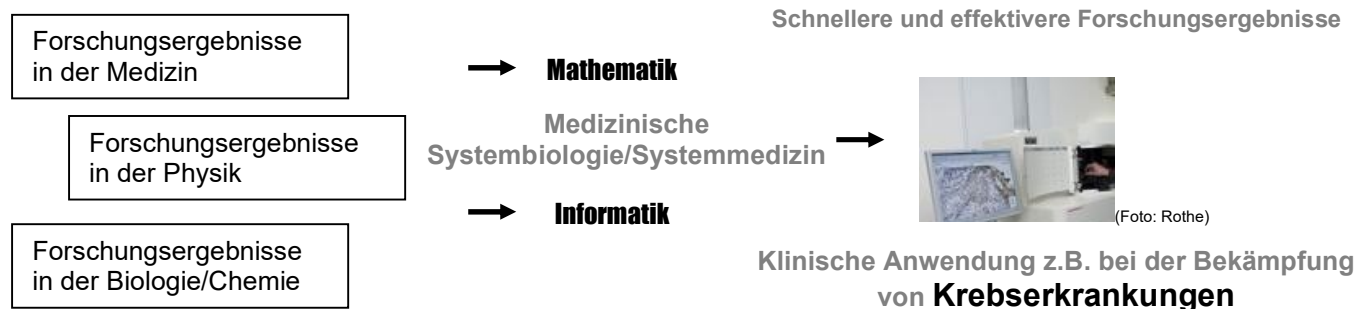 Forschungsergebnisse
in der Medizin
Forschungsergebnisse
in der Physik
Forschungsergebnisse
in der Biologie/Chemie
Mathematik
Medizinische
Systembiologie/Systemmedizin
Informatik
Schnellere und effektivere Forschungsergebnisse
(Foto: Rothe)
Klinische Anwendung z.B. bei der Bekämpfung
von Krebserkrankungen